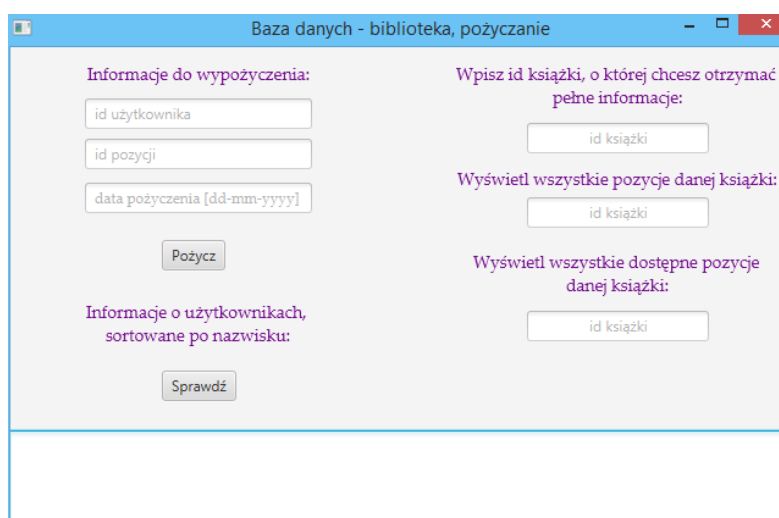 Baza danych - biblioteka, pożyczanie
Informacje do wypożyczenia:
id użytkownika
id pozycji
data pożyczenia [dd-mm-yyyy]
Pożycz
Informacje o użytkownikach,
sortowane po nazwisku:
Sprawdź
Wpisz id książki, o której chcesz otrzymać
pełne informacje:
id książki
Wyświetl wszystkie pozycje danej książki:
id książki
Wyświetl wszystkie dostępne pozycje
danej książki:
id książki